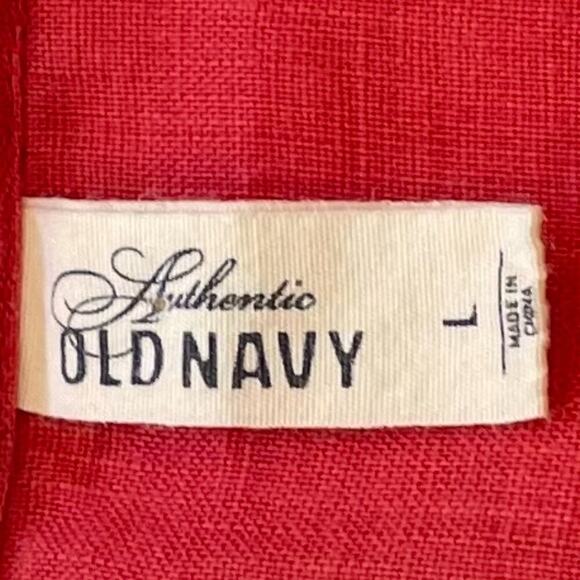 Authentic
OLD NAVY
L
MADE IN
CHINA